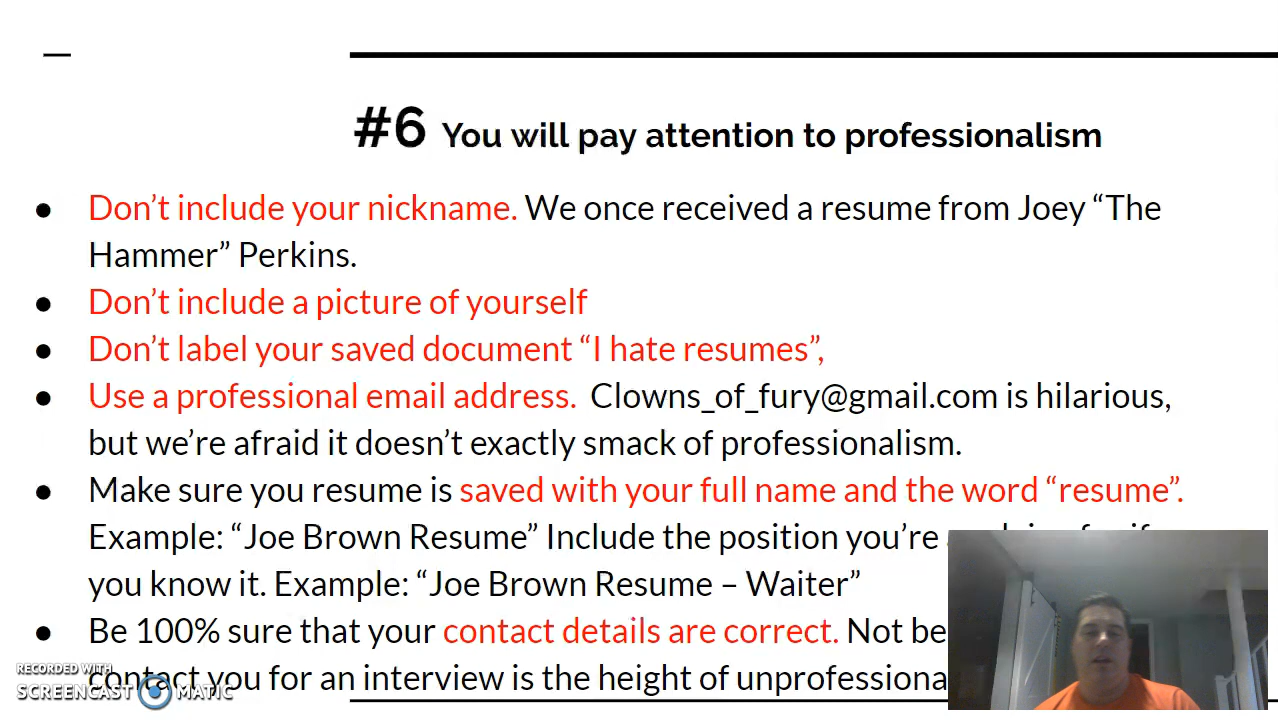 #6 You will pay attention to professionalism
● Don’t include your nickname. We once received a resume from Joey “The
Hammer” Perkins.
● Don’t include a picture of yourself
● Don’t label your saved document “I hate resumes”,
● Use a professional email address. Clowns_of_fury@gmail.com is hilarious,
but we’re afraid it doesn’t exactly smack of professionalism.
● Make sure you resume is saved with your full name and the word “resume”.
Example: “Joe Brown Resume” Include the position you’re
you know it. Example: “Joe Brown Resume – Waiter”
● Be 100% sure that your contact details are correct. Not
contact you for an interview is the height of
RECORDED WITH
SCREENCAST MATIC